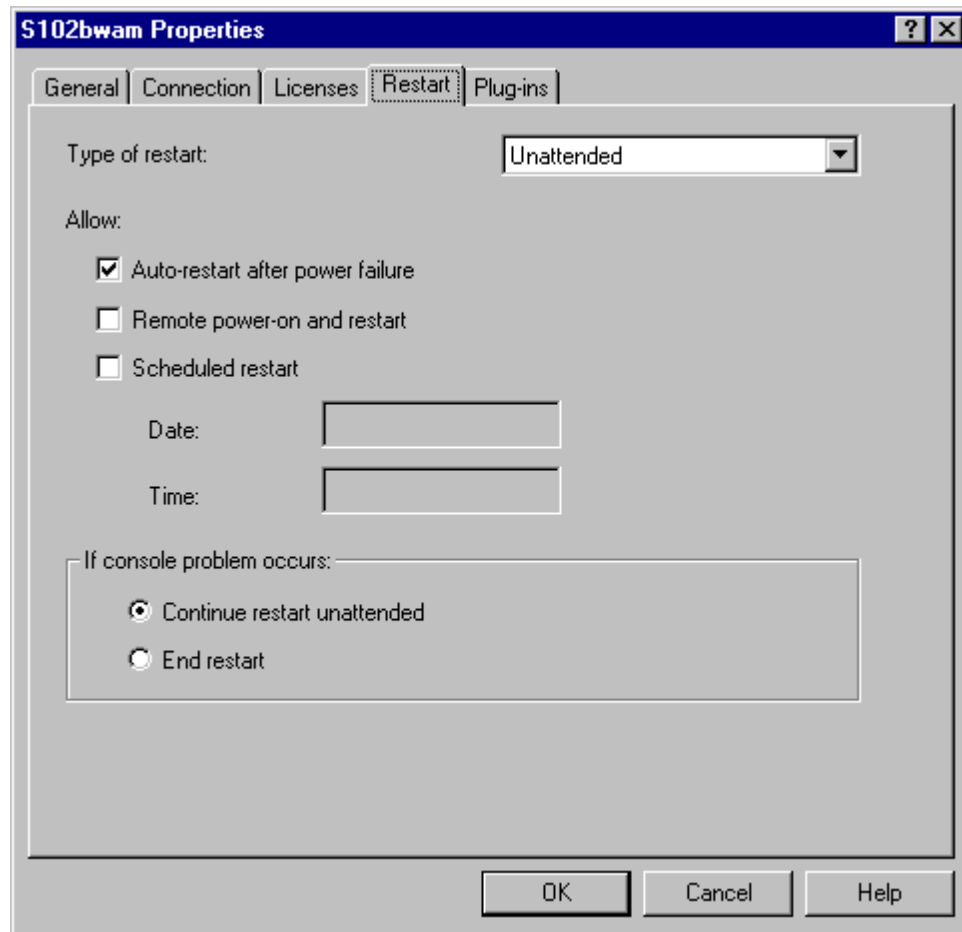 S102bwam Properties
General Connection Licenses Restart Plug-ins
Type of restart: Unattended
Allow:
Auto-restart after power failure
Remote power-on and restart
Scheduled restart
Date:
Time:
If console problem occurs:
Continue restart unattended
End restart
OK Cancel Help